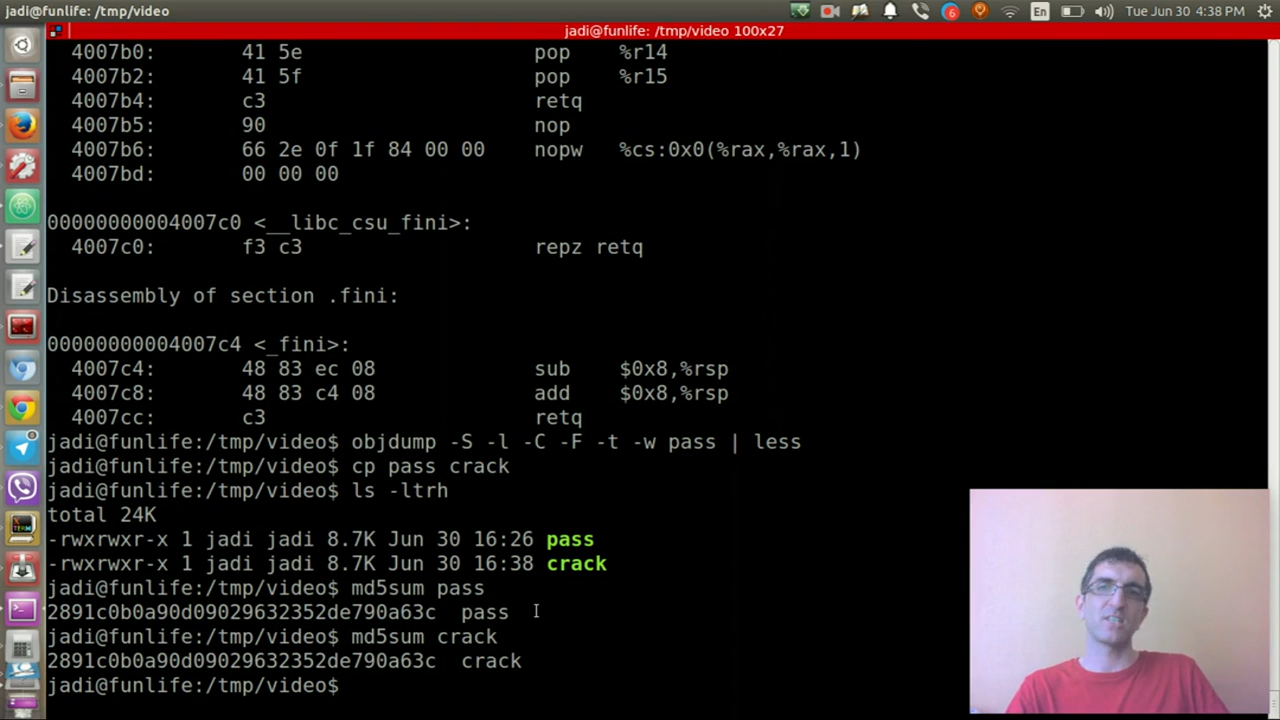 jadi@funlife: /tmp/video
En
Tue Jun 30 4:38 PM
jadi@funlife: /tmp/video 100x27
4007b0: 41 5e pop %r14
4007b2: 41 5f pop %r15
4007b4: c3 retq
4007b5: 90 nop
4007b6: 66 2e 0f 1f 84 00 00 nopw %cs:0x0(%rax,%rax,1)
4007bd: 00 00 00
00000000004007c0 <__libc_csu_fini>:
4007c0: f3 c3 repz retq
Disassembly of section .fini:
00000000004007c4 <_fini>:
4007c4: 48 83 ec 08 sub $0x8,%rsp
4007c8: 48 83 c4 08 add $0x8,%rsp
4007cc: c3 retq
jadi@funlife:/tmp/video$ objdump -S -l -C -F -t -w pass | less
jadi@funlife:/tmp/video$ cp pass crack
jadi@funlife:/tmp/video$ ls -ltrh
total 24K
-rwxrwxr-x 1 jadi jadi 8.7K Jun 30 16:26 pass
-rwxrwxr-x 1 jadi jadi 8.7K Jun 30 16:38 crack
jadi@funlife:/tmp/video$ md5sum pass
2891c0b0a90d09029632352de790a63c  pass
jadi@funlife:/tmp/video$ md5sum crack
2891c0b0a90d09029632352de790a63c  crack
jadi@funlife:/tmp/video$